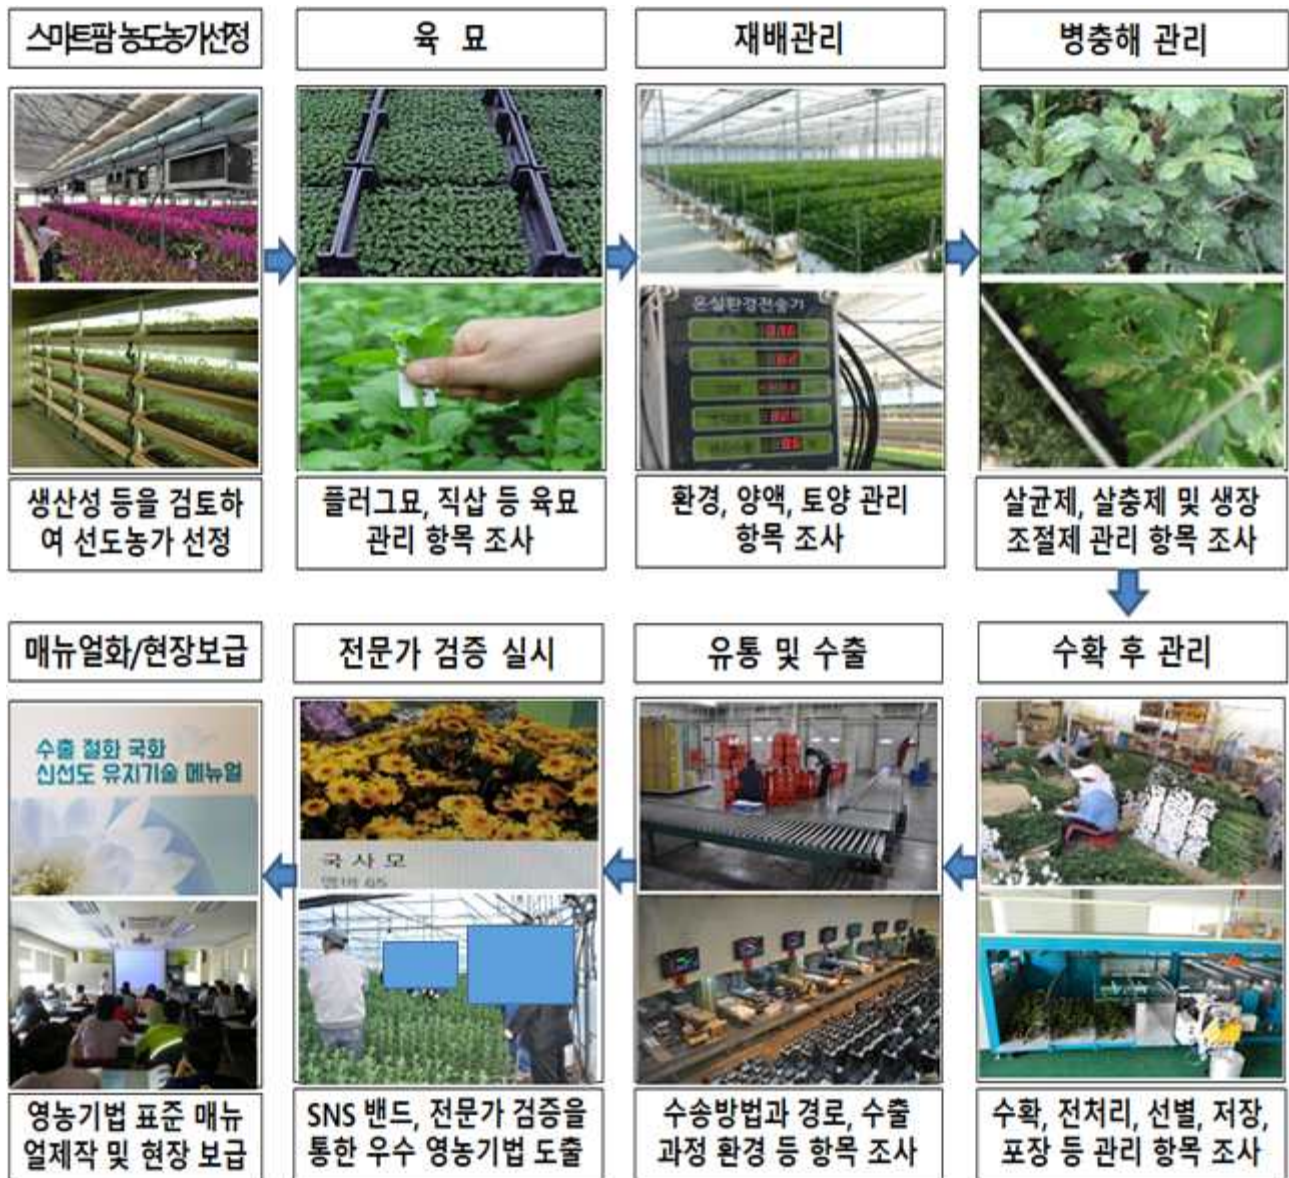 스마트팜 농도농가선정
육 묘
재배관리
병충해 관리
온실환경전송기
생산성 등을 검토하
여 선도농가 선정
플러그묘, 직삽 등 육묘
관리 항목 조사
환경, 양액, 토양 관리
항목 조사
살균제, 살충제 및 생장
조절제 관리 항목 조사
매뉴얼화/현장보급
전문가 검증 실시
유통 및 수출
수확 후 관리
수출 절화 국화
신선도 유지기술 메뉴얼
국 사 모
영농기법 표준 매뉴
얼제작 및 현장 보급
SNS 밴드, 전문가 검증을
통한 우수 영농기법 도출
수송방법과 경로, 수출
과정 환경 등 항목 조사
수확, 전처리, 선별, 저장,
포장 등 관리 항목 조사